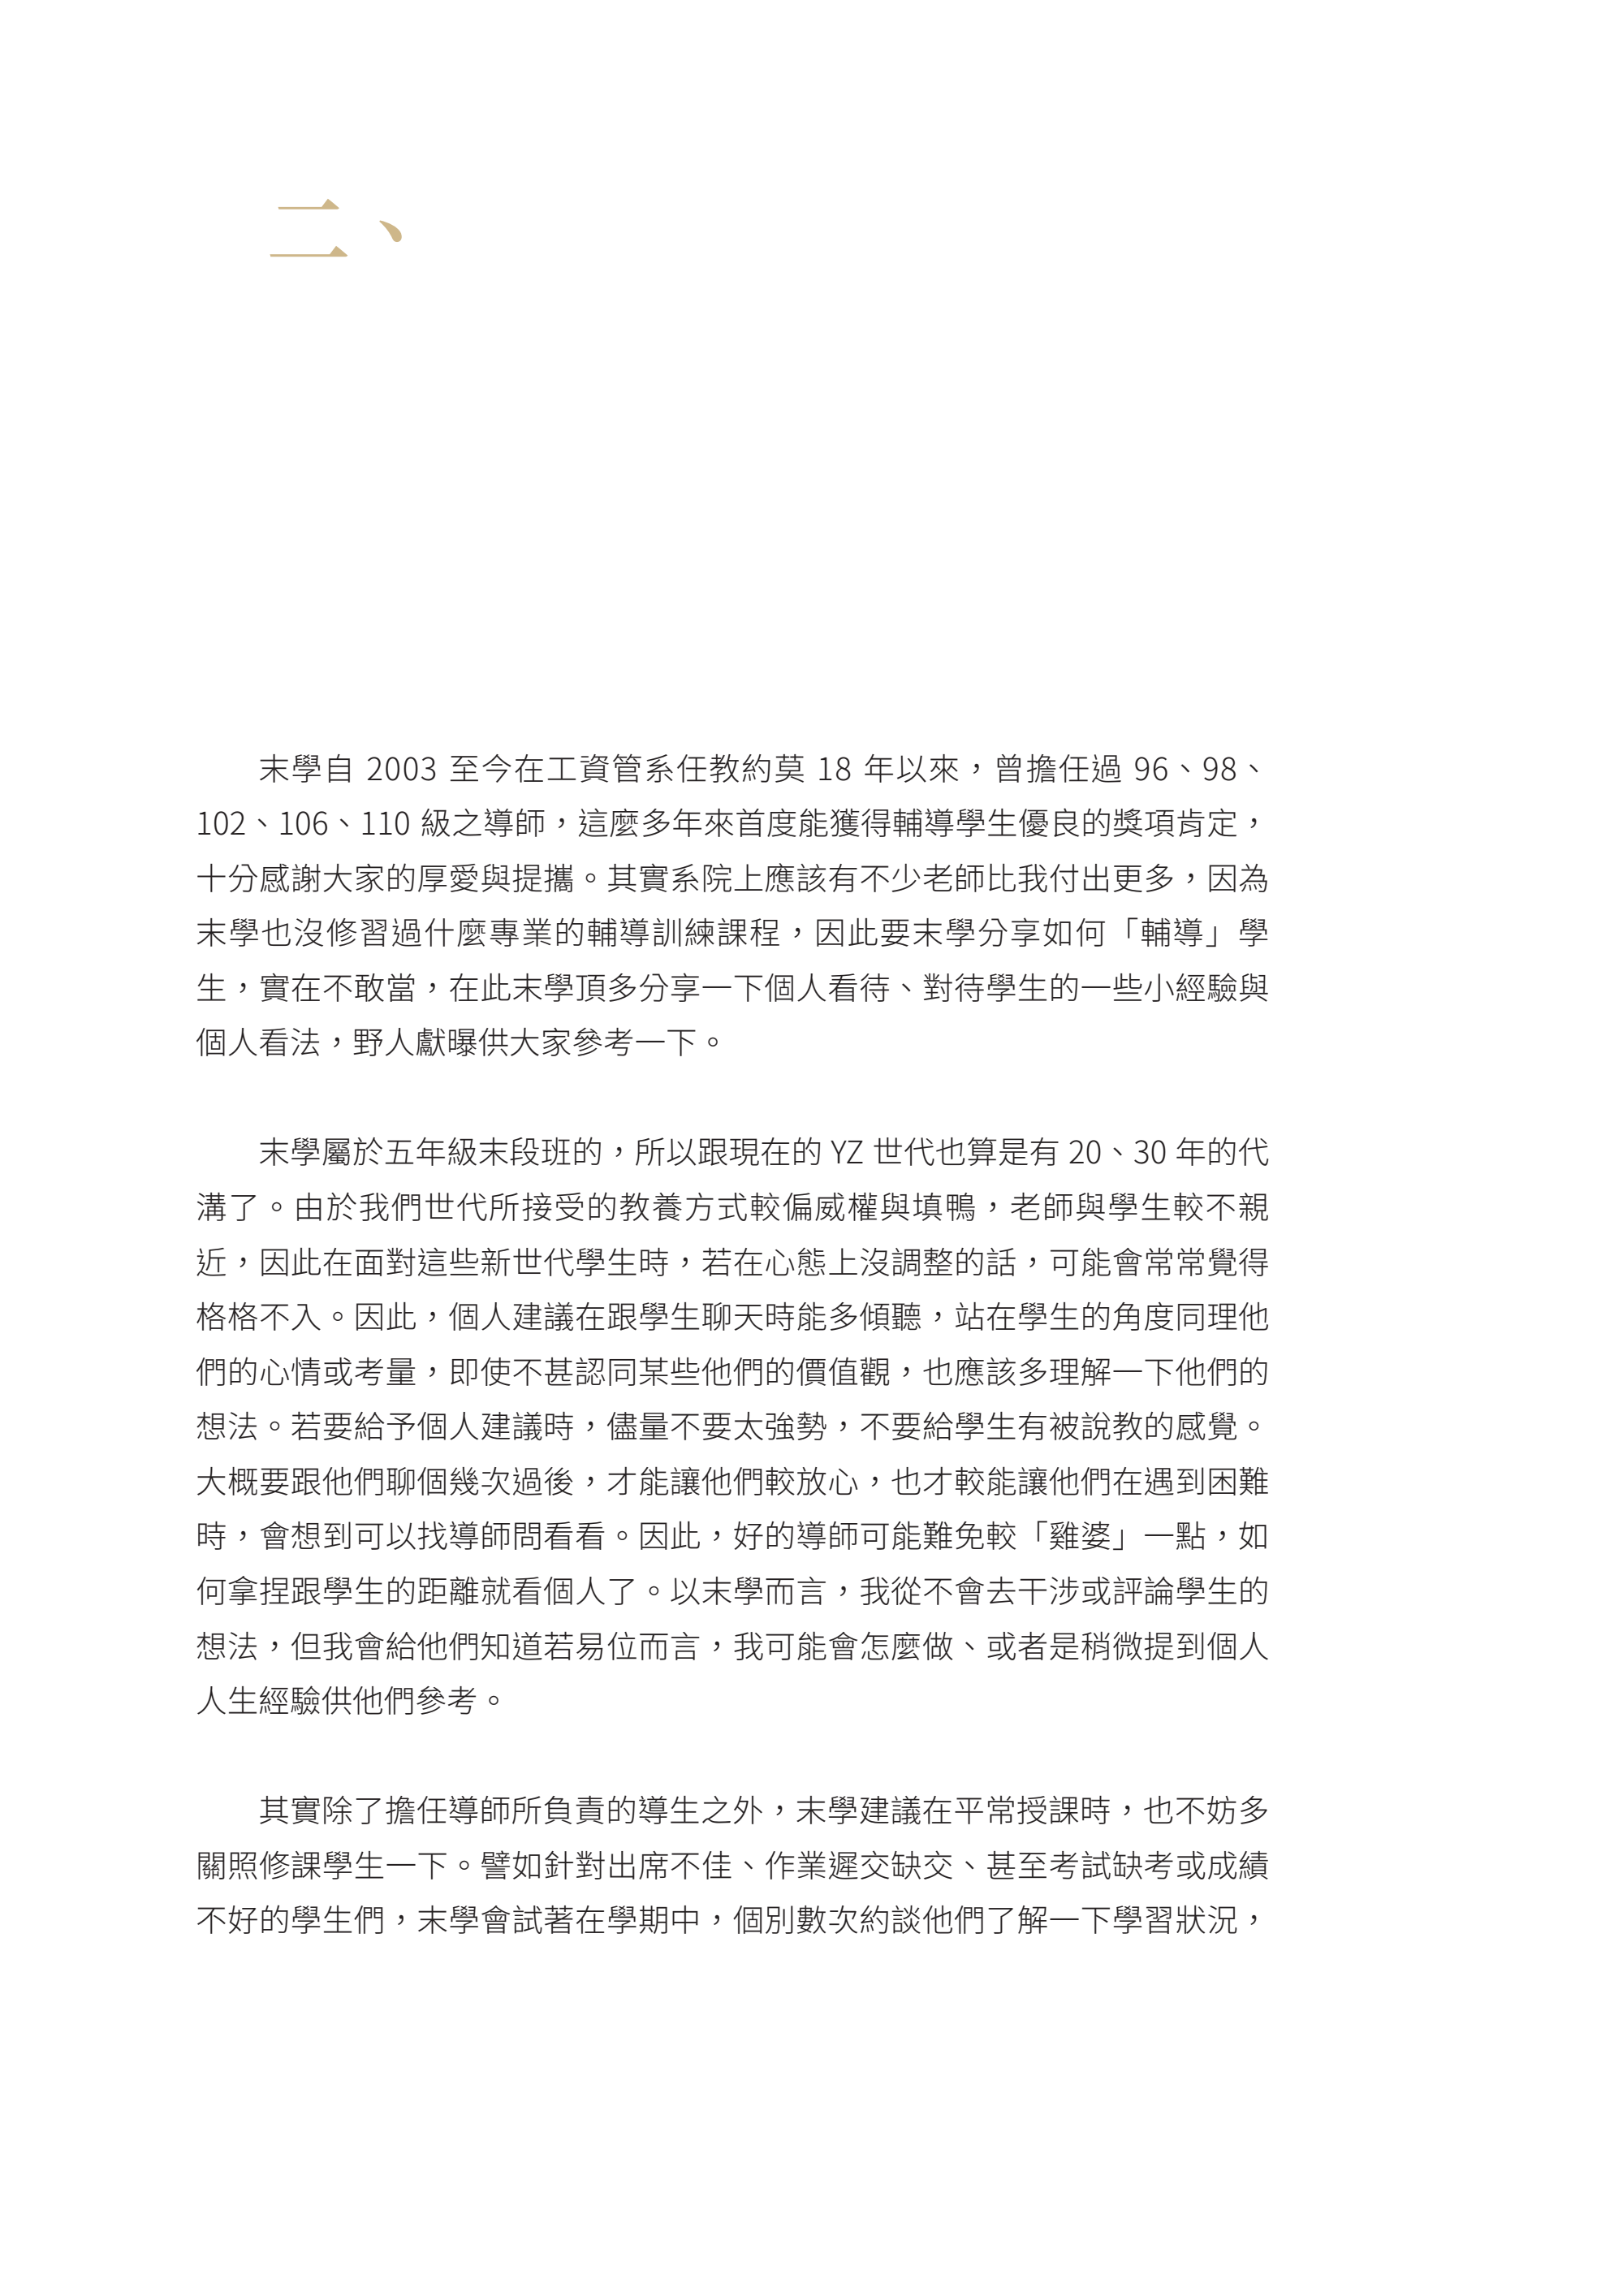 二、
末學自 2003 至今在工資管系任教約莫 18 年以來，曾擔任過 96、98、
102、106、110 級之導師，這麼多年來首度能獲得輔導學生優良的獎項肯定，
十分感謝大家的厚愛與提攜。其實系院上應該有不少老師比我付出更多，因為
末學也沒修習過什麼專業的輔導訓練課程，因此要末學分享如何「輔導」學
生，實在不敢當，在此末學頂多分享一下個人看待、對待學生的一些小經驗與
個人看法，野人獻曝供大家參考一下。
末學屬於五年級末段班的，所以跟現在的 YZ 世代也算是有 20、30 年的代
溝了。由於我們世代所接受的教養方式較偏威權與填鴨，老師與學生較不親
近，因此在面對這些新世代學生時，若在心態上沒調整的話，可能會常常覺得
格格不入。因此，個人建議在跟學生聊天時能多傾聽，站在學生的角度同理他
們的心情或考量，即使不甚認同某些他們的價值觀，也應該多理解一下他們的
想法。若要給予個人建議時，儘量不要太強勢，不要給學生有被說教的感覺。
大概要跟他們聊個幾次過後，才能讓他們較放心，也才較能讓他們在遇到困難
時，會想到可以找導師問看看。因此，好的導師可能難免較「雞婆」一點，如
何拿捏跟學生的距離就看個人了。以末學而言，我從不會去干涉或評論學生的
想法，但我會給他們知道若易位而言，我可能會怎麼做、或者是稍微提到個人
人生經驗供他們參考。
其實除了擔任導師所負責的導生之外，末學建議在平常授課時，也不妨多
關照修課學生一下。譬如針對出席不佳、作業遲交缺交、甚至考試缺考或成績
不好的學生們，末學會試著在學期中，個別數次約談他們了解一下學習狀況，